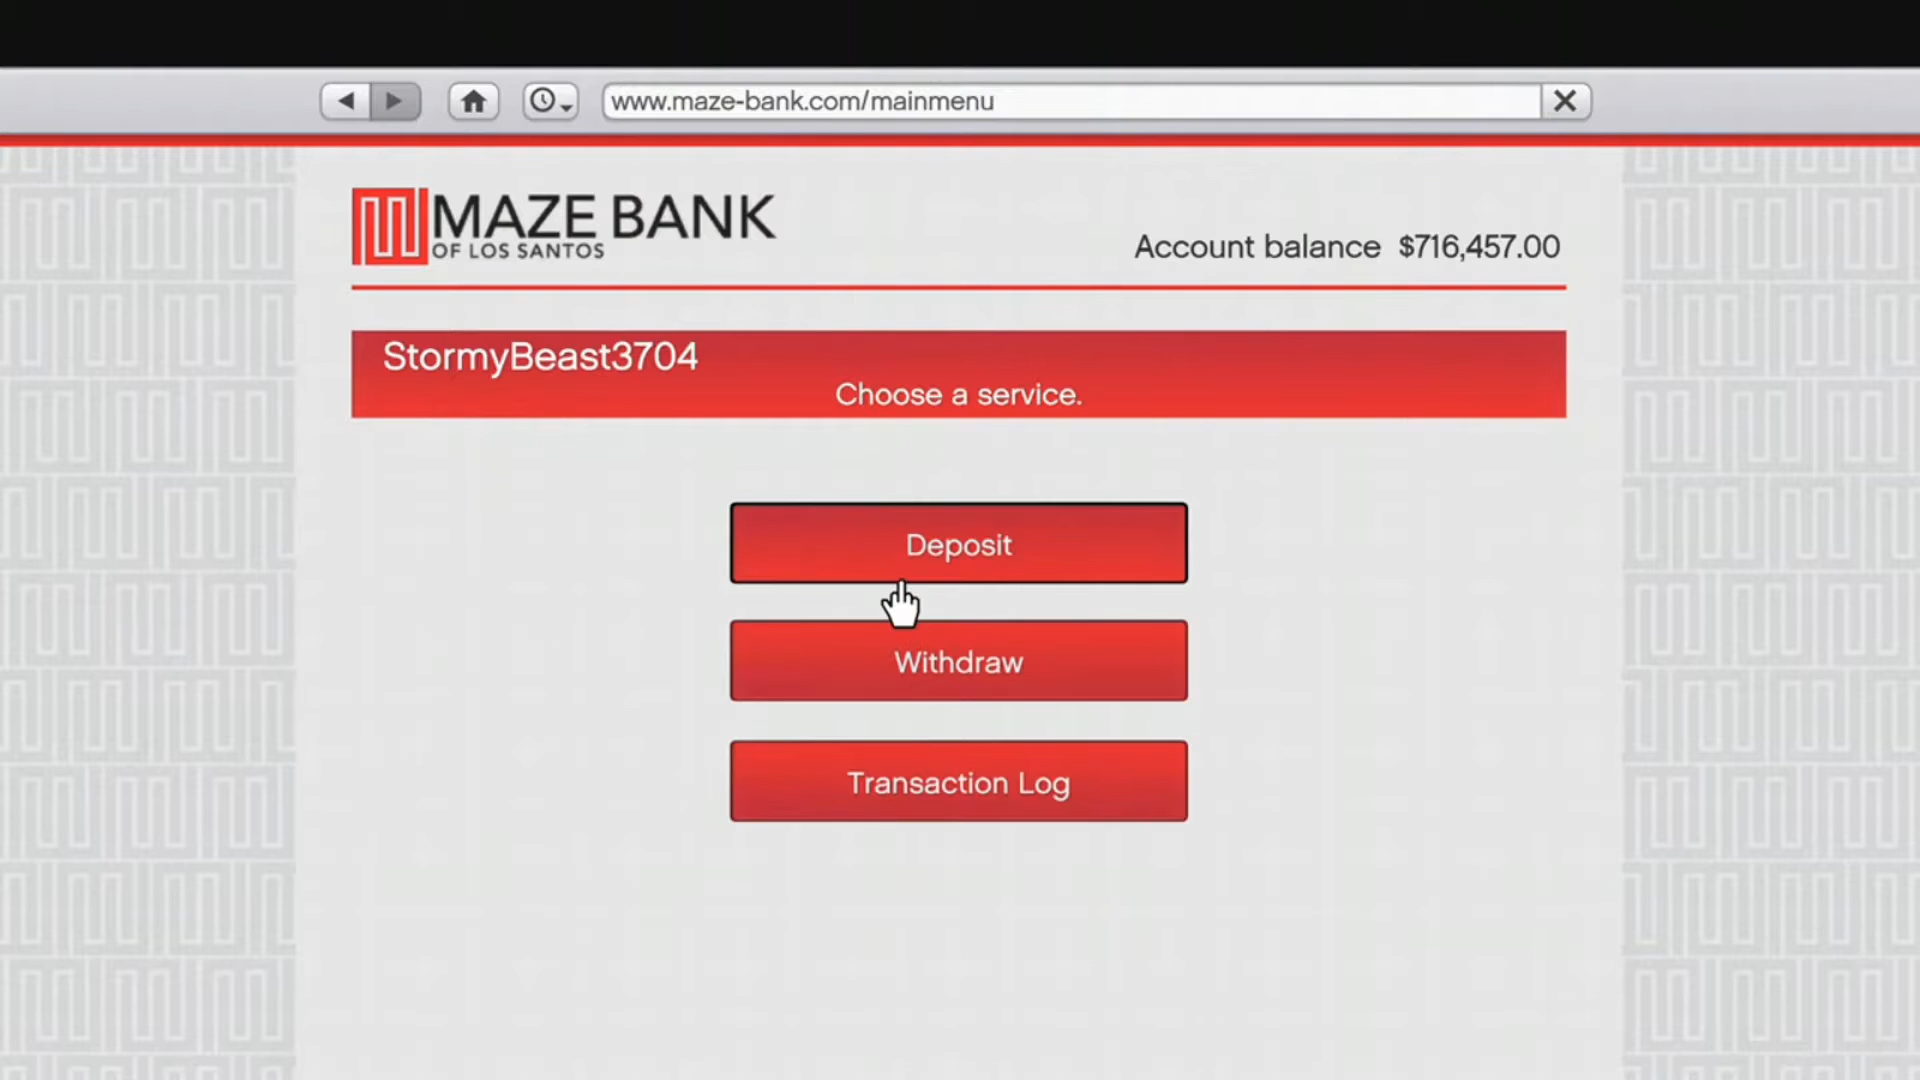 www.maze-bank.com/mainmenu
MAZE BANK
OF LOS SANTOS
Account balance $716,457.00
StormyBeast3704
Choose a service.
Deposit
Withdraw
Transaction Log